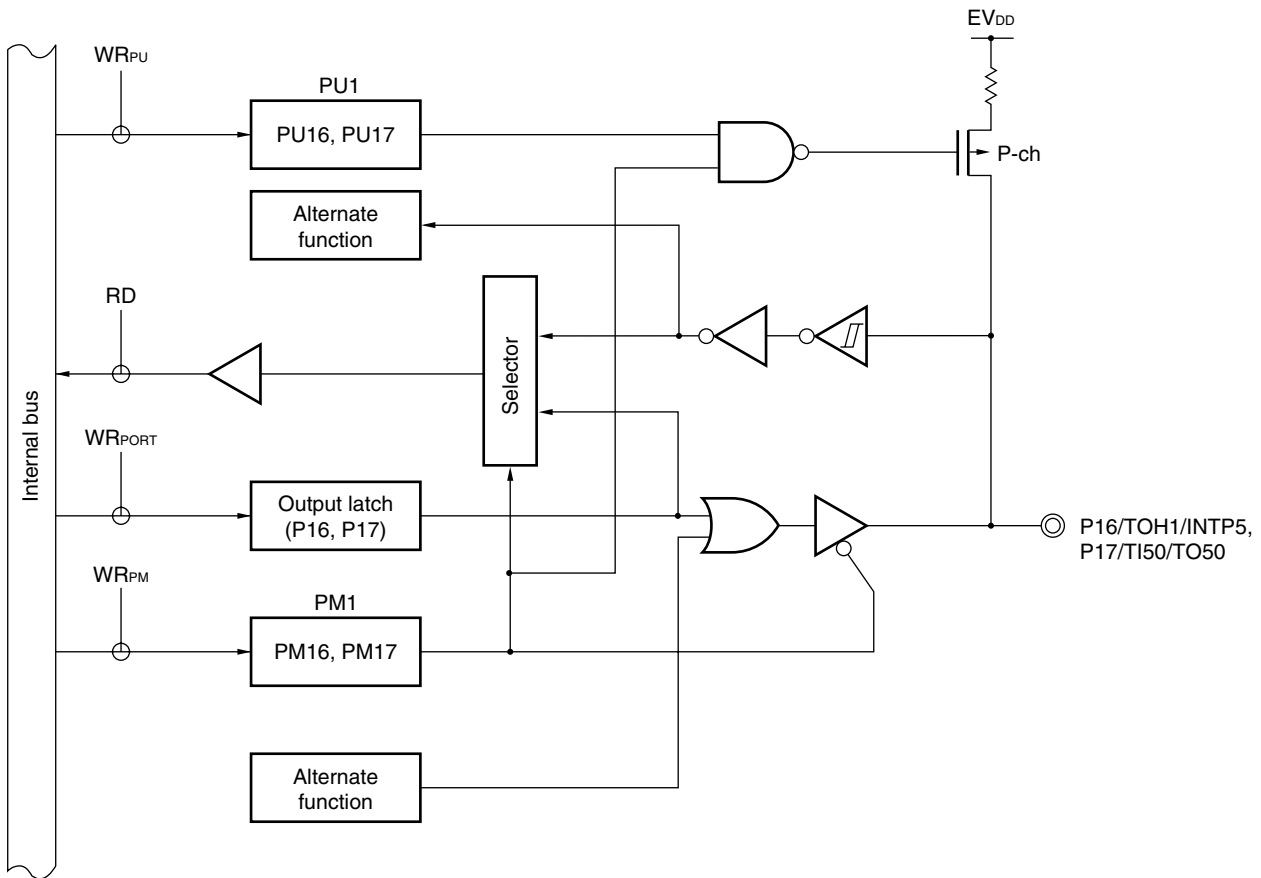 EVDD
WRPU
PU1
PU16, PU17
P-ch
Alternate
function
RD
Selector
Internal bus
WRPORT
Output latch
(P16, P17)
P16/TOH1/INTP5,
P17/TI50/TO50
WRPM
PM1
PM16, PM17
Alternate
function